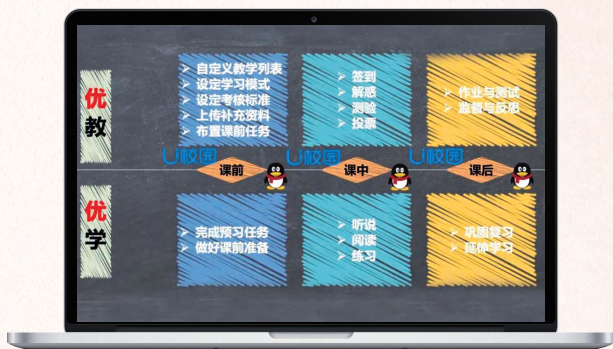 优
教
自定义教学列表
设定学习模式
设定考核标准
上传补充资料
布置课前任务
签到
解惑
测验
投票
作业与测试
监督与反思
U校园
课前
U校园
课中
U校园
课后
优
学
完成预习任务
做好课前准备
听说
阅读
练习
巩固复习
延伸学习